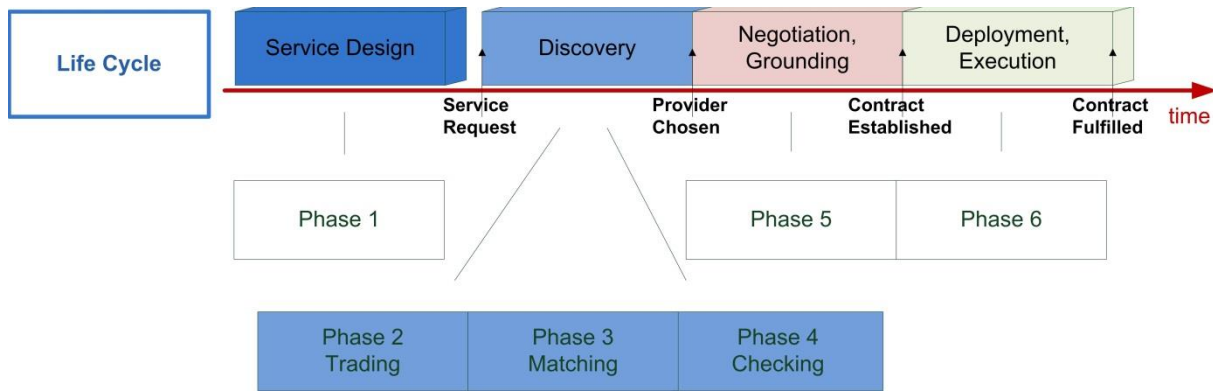 Life Cycle
Service Design
Discovery
Negotiation,
Grounding
Deployment,
Execution
Service
Request
Provider
Chosen
Contract
Established
Contract
Fulfilled
time
Phase 1
Phase 5
Phase 6
Phase 2
Trading
Phase 3
Matching
Phase 4
Checking